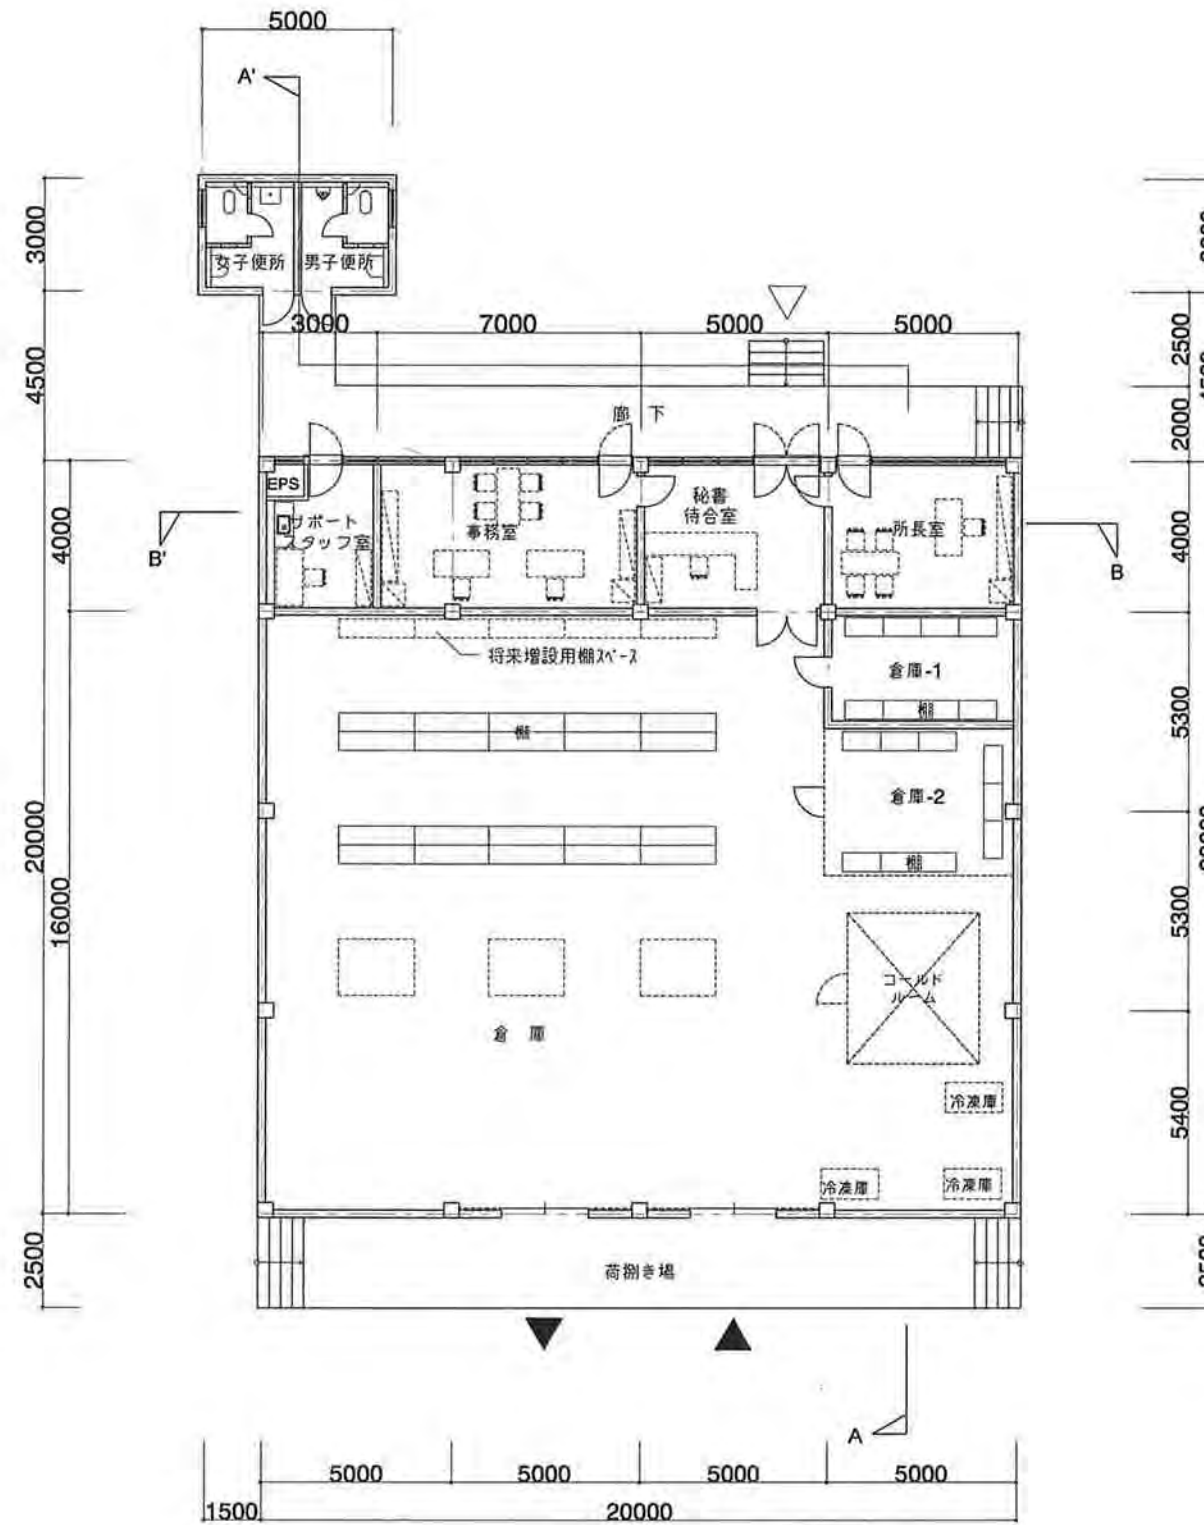 5000
A'
3000
女子便所
男子便所
3000
7000
5000
5000
4500
2500
2000
廊 下
EPS
サポート
スタッフ室
事務室
秘書
待合室
所長室
4000
4000
B'
B
将来増設用棚スペース
倉庫-1
棚
5300
棚
倉庫-2
棚
20000
16000
5300
コールド
ルーム
倉 庫
冷凍庫
5400
冷凍庫
冷凍庫
2500
荷捌き場
A
5000
5000
5000
5000
1500
20000